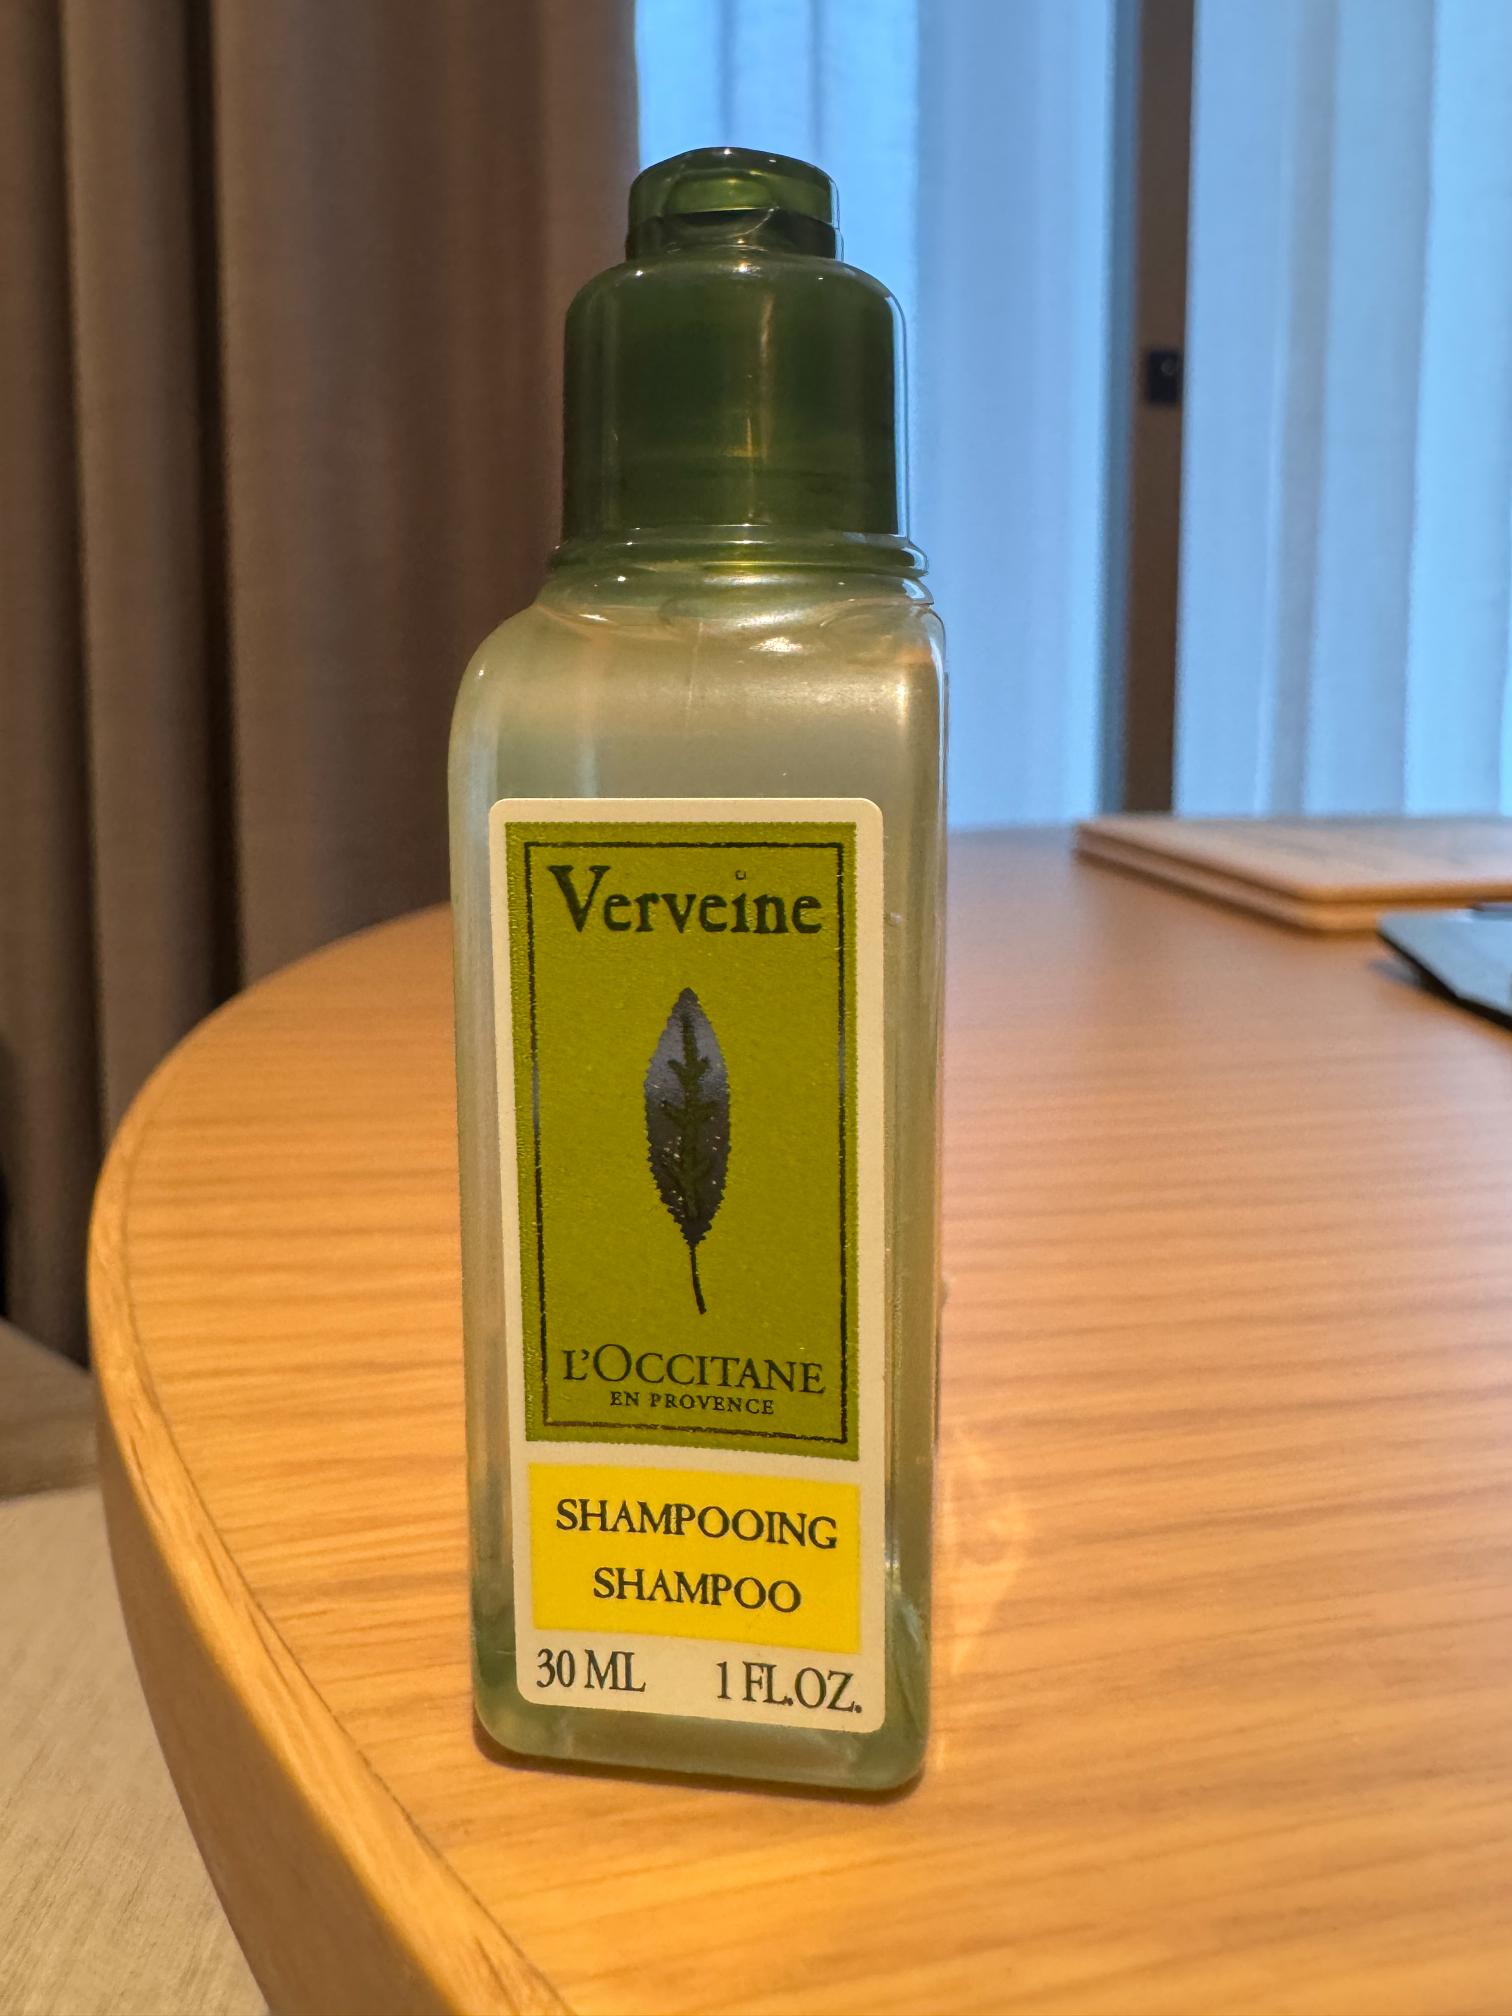 Verveine
L'OCCITANE
EN PROVENCE
SHAMPOOING
SHAMPOO
30 ML 1 FL.OZ.